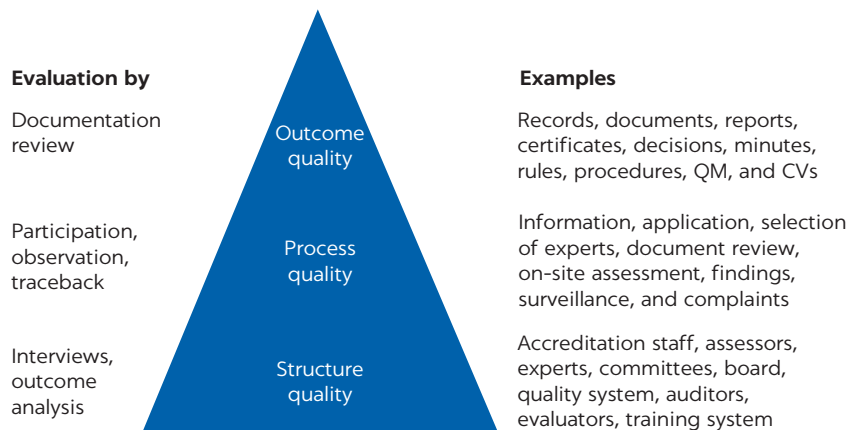 Evaluation by
Examples
Documentation
review
Outcome
quality
Records, documents, reports,
certificates, decisions, minutes,
rules, procedures, QM, and CVs
Participation,
observation,
traceback
Process
quality
Information, application, selection
of experts, document review,
on-site assessment, findings,
surveillance, and complaints
Interviews,
outcome
analysis
Structure
quality
Accreditation staff, assessors,
experts, committees, board,
quality system, auditors,
evaluators, training system